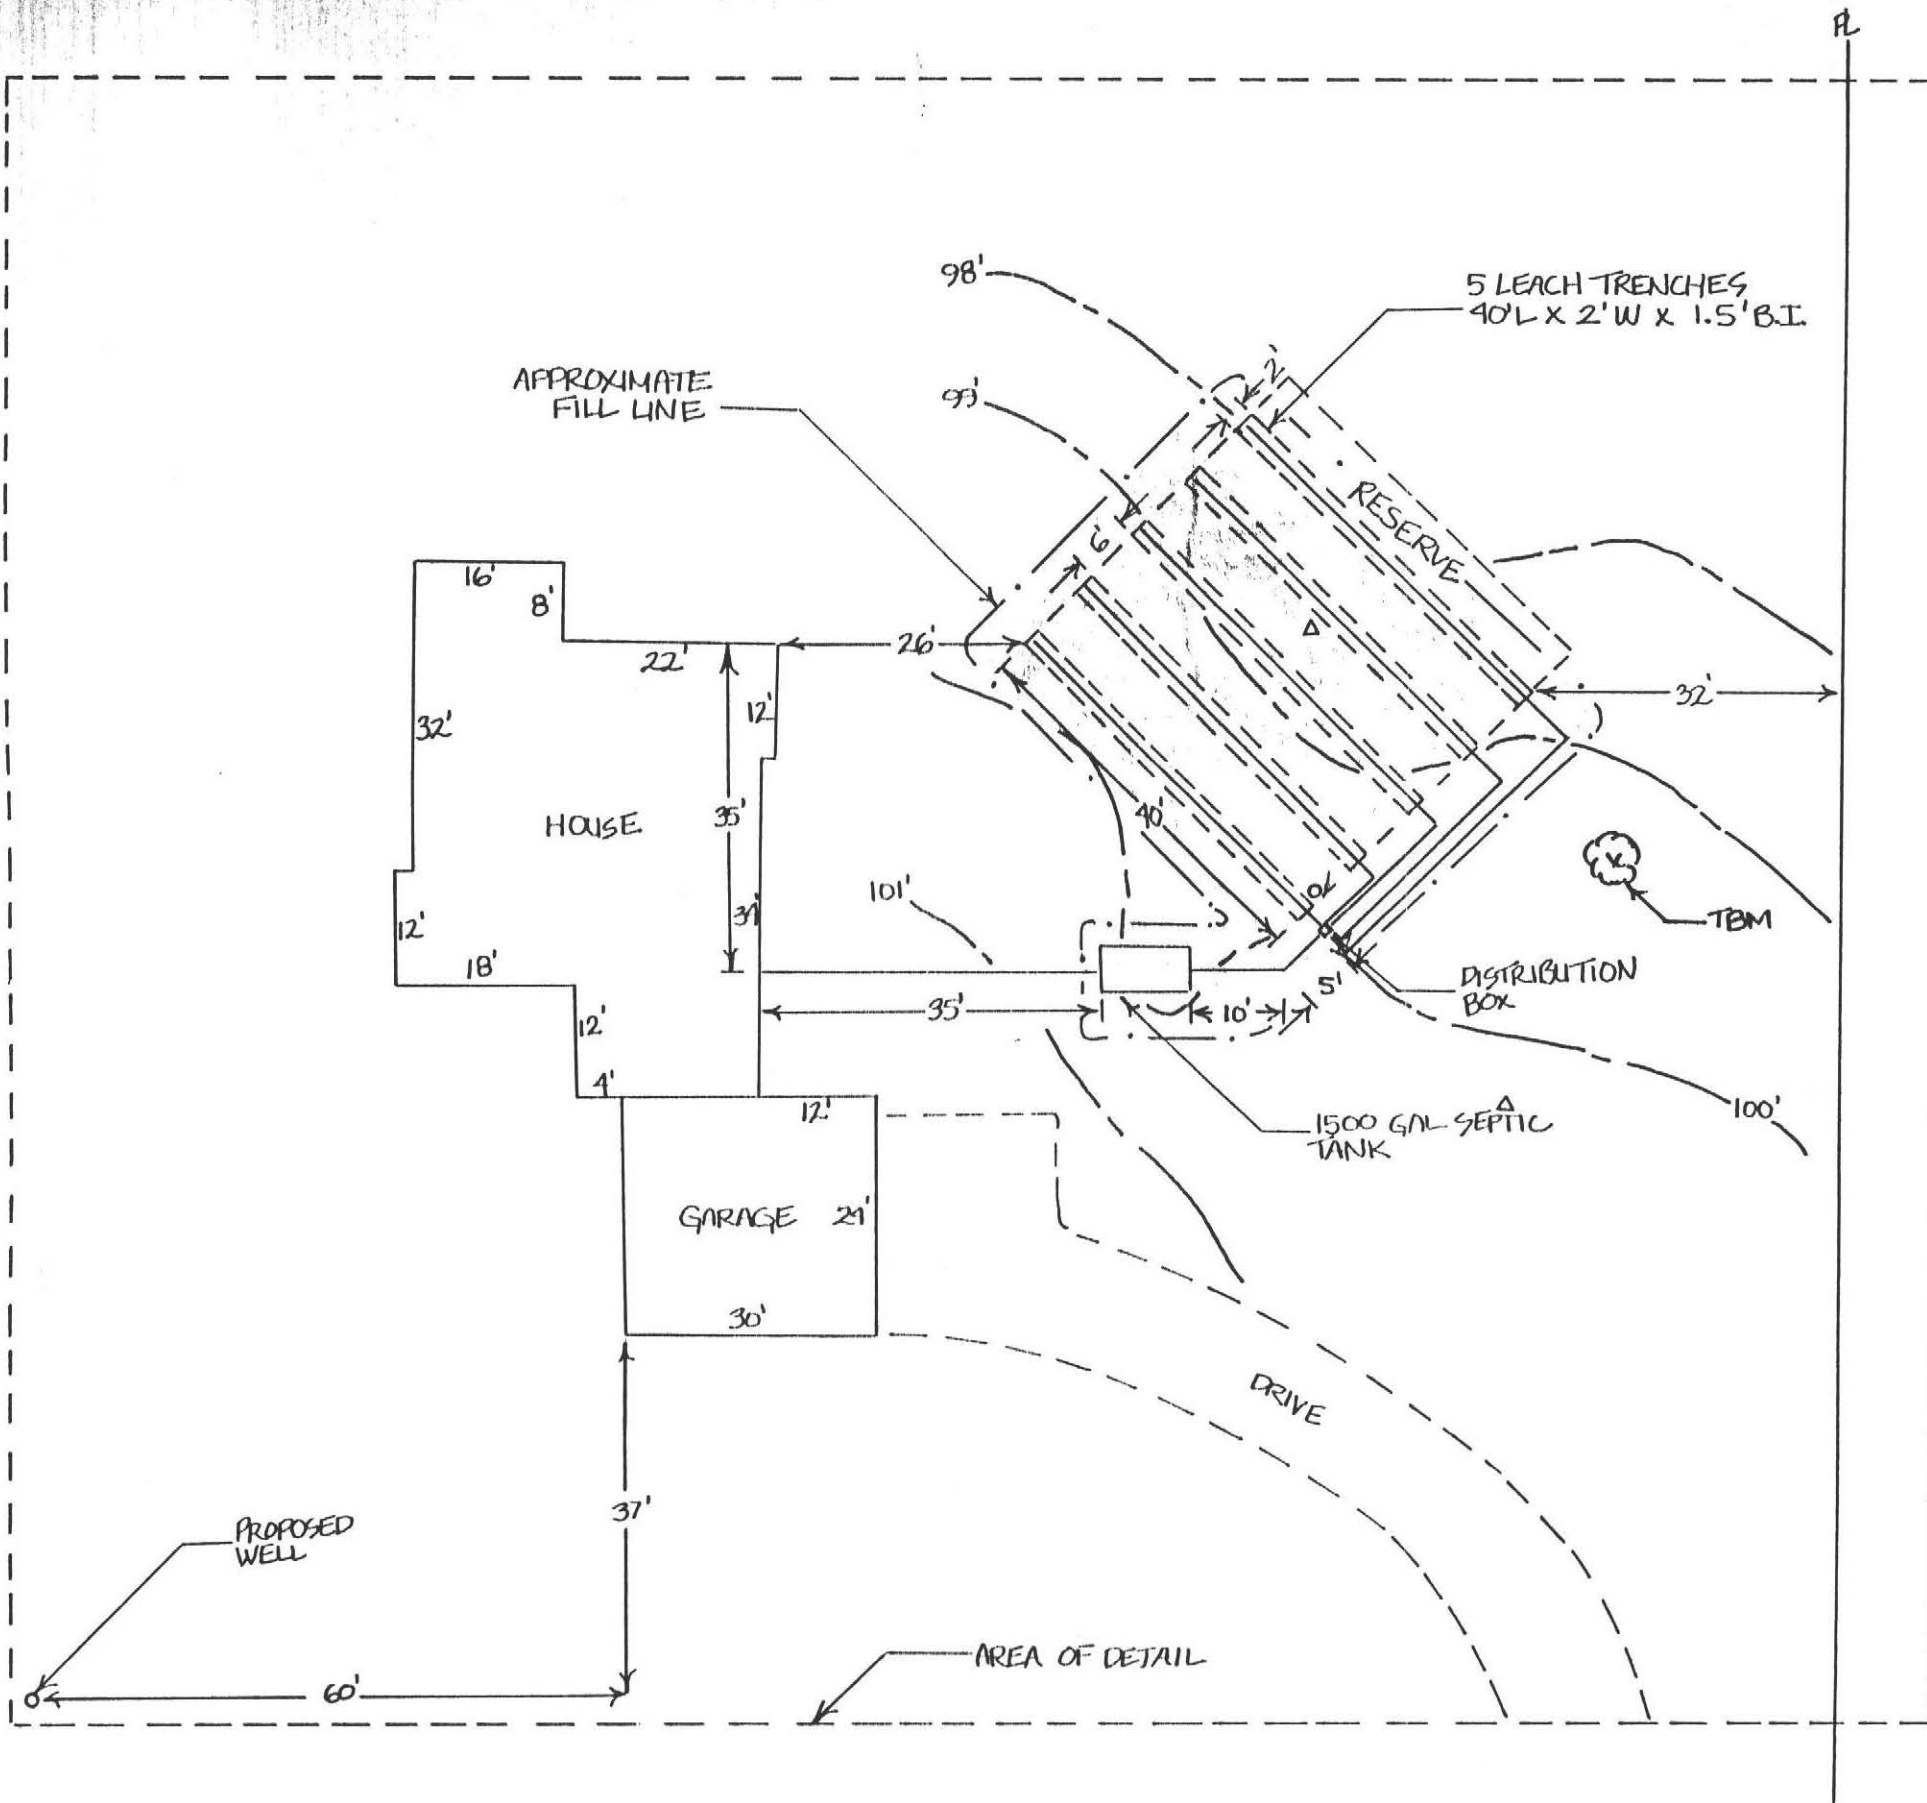 PL
98'
5 LEACH TRENCHES
40'L X 2'W X 1.5' B.I.
APPROXIMATE
FILL LINE
99'
2'
RESERVE
6'
16'
8'
22'
26'
32'
12'
32'
35'
HOUSE
40'
101'
34'
12'
18'
TBM
DISTRIBUTION
BOX
5'
35'
10'
12'
4'
12'
100'
1500 GAL SEPTIC
TANK
GARAGE 24'
30'
DRIVE
37'
PROPOSED
WELL
AREA OF DETAIL
60'